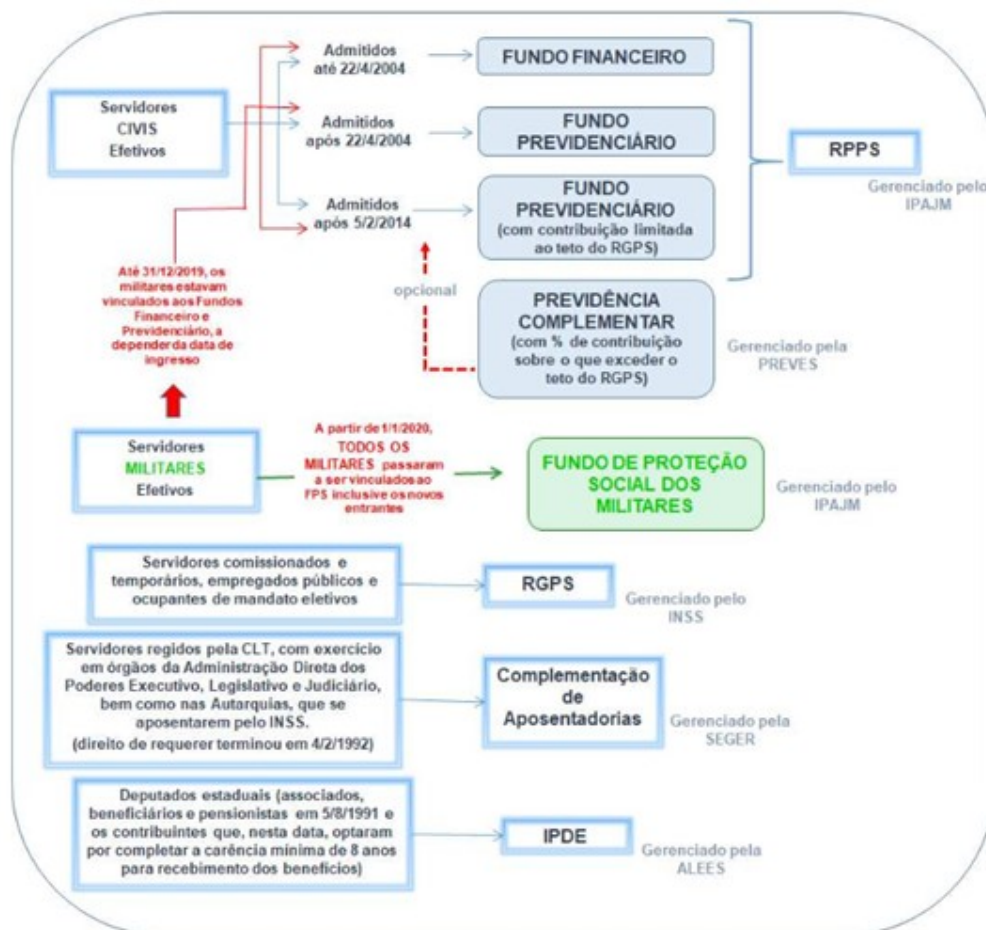 Servidores
CIVIS
Efetivos
Admitidos
até 22/4/2004
FUNDO FINANCEIRO
Admitidos
após 22/4/2004
FUNDO
PREVIDENCIÁRIO
Admitidos
após 5/2/2014
FUNDO
PREVIDENCIÁRIO
(com contribuição limitada
ao teto do RGPS)
RPPS
Gerenciado pelo
IPAJM
opcional
PREVIDÊNCIA
COMPLEMENTAR
(com % de contribuição
sobre o que exceder o
teto do RGPS)
Gerenciado pela
PREVES
Até 31/12/2019, os
militares estavam
vinculados aos Fundos
Financeiro e
Previdenciário, a
depender da data de
ingresso
Servidores
MILITARES
Efetivos
A partir de 1/1/2020,
TODOS OS
MILITARES passaram
a ser vinculados ao
FPS inclusive os novos
entrantes
FUNDO DE PROTEÇÃO
SOCIAL DOS
MILITARES
Gerenciado pelo
IPAJM
Servidores comissionados e
temporários, empregados públicos e
ocupantes de mandato eletivos
RGPS
Gerenciado pelo
INSS
Servidores regidos pela CLT, com exercício
em órgãos da Administração Direta dos
Poderes Executivo, Legislativo e Judiciário,
bem como nas Autarquias, que se
aposentarem pelo INSS.
(direito de requerer terminou em 4/2/1992)
Complementação
de
Aposentadorias
Gerenciado pela
SEGER
Deputados estaduais (associados,
beneficiários e pensionistas em 5/8/1991 e
os contribuintes que, nesta data, optaram
por completar a carência mínima de 8 anos
para recebimento dos benefícios)
IPDE
Gerenciado pela
ALEES